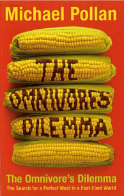 Michael Pollan
THE
OMNIVORE'S
DILEMMA
The Omnivore's Dilemma
The Search for a Perfect Meal in a Fast-Food World